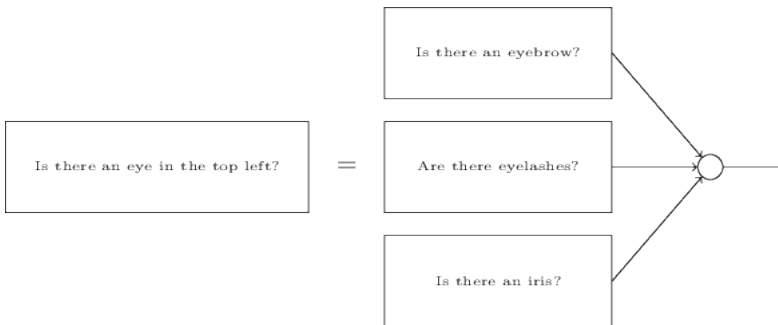 Is there an eyebrow?
Is there an eye in the top left?
=
Are there eyelashes?
Is there an iris?